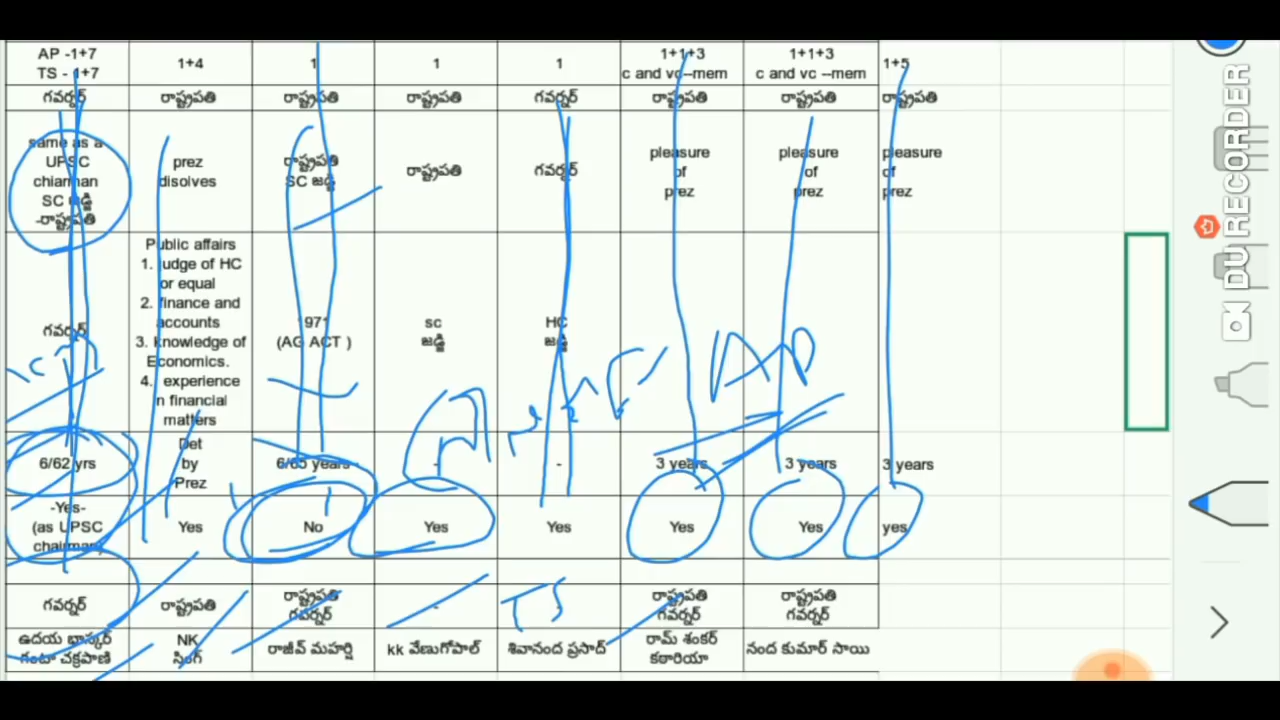 AP -1+7
TS - 1+7
1+4
1
1
1
1+1+3
c and vc--mem
1+1+3
c and vc --mem
1+5
గవర్నర్
రాష్ట్రపతి
రాష్ట్రపతి
రాష్ట్రపతి
గవర్నర్
రాష్ట్రపతి
రాష్ట్రపతి
రాష్ట్రపతి
same as a
UPSC
chiarman
SC జడ్జి
-రాష్ట్రపతి
prez
disolves
రాష్ట్రపతి
SC జడ్జి
రాష్ట్రపతి
గవర్నర్
pleasure
of
prez
pleasure
of
prez
pleasure
of
prez
గవర్నర్
Public affairs
1. judge of HC
or equal
2. finance and
accounts
3. knowledge of
Economics.
4. experience
n financial
matters
1971
(AG ACT )
sc
జడ్జి
HC
జడ్జి
6/62 yrs
Det
by
Prez
6/65 years
-
-
3 years
3 years
3 years
-Yes-
(as UPSC
chairman)
Yes
No
Yes
Yes
Yes
Yes
yes
గవర్నర్
రాష్ట్రపతి
రాష్ట్రపతి
గవర్నర్
-
TS
రాష్ట్రపతి
గవర్నర్
రాష్ట్రపతి
గవర్నర్
ఉదయ భాస్కర్
గంటా చక్రపాణి
NK
సింగ్
రాజీవ్ మహర్షి
kk వేణుగోపాల్
శివానంద ప్రసాద్
రామ్ శంకర్
కఠారియా
నంద కుమార్ సాయి
AP
DU RECORDER